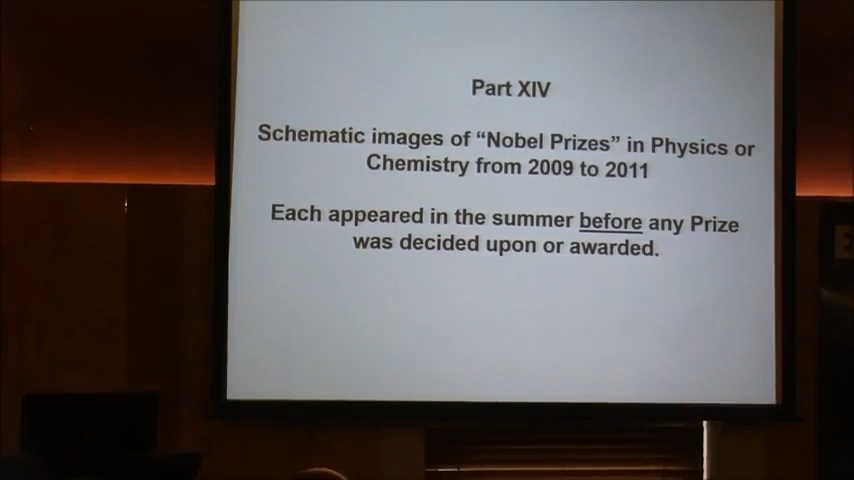 Part XIV
Schematic images of “Nobel Prizes” in Physics or
Chemistry from 2009 to 2011
Each appeared in the summer before any Prize
was decided upon or awarded.